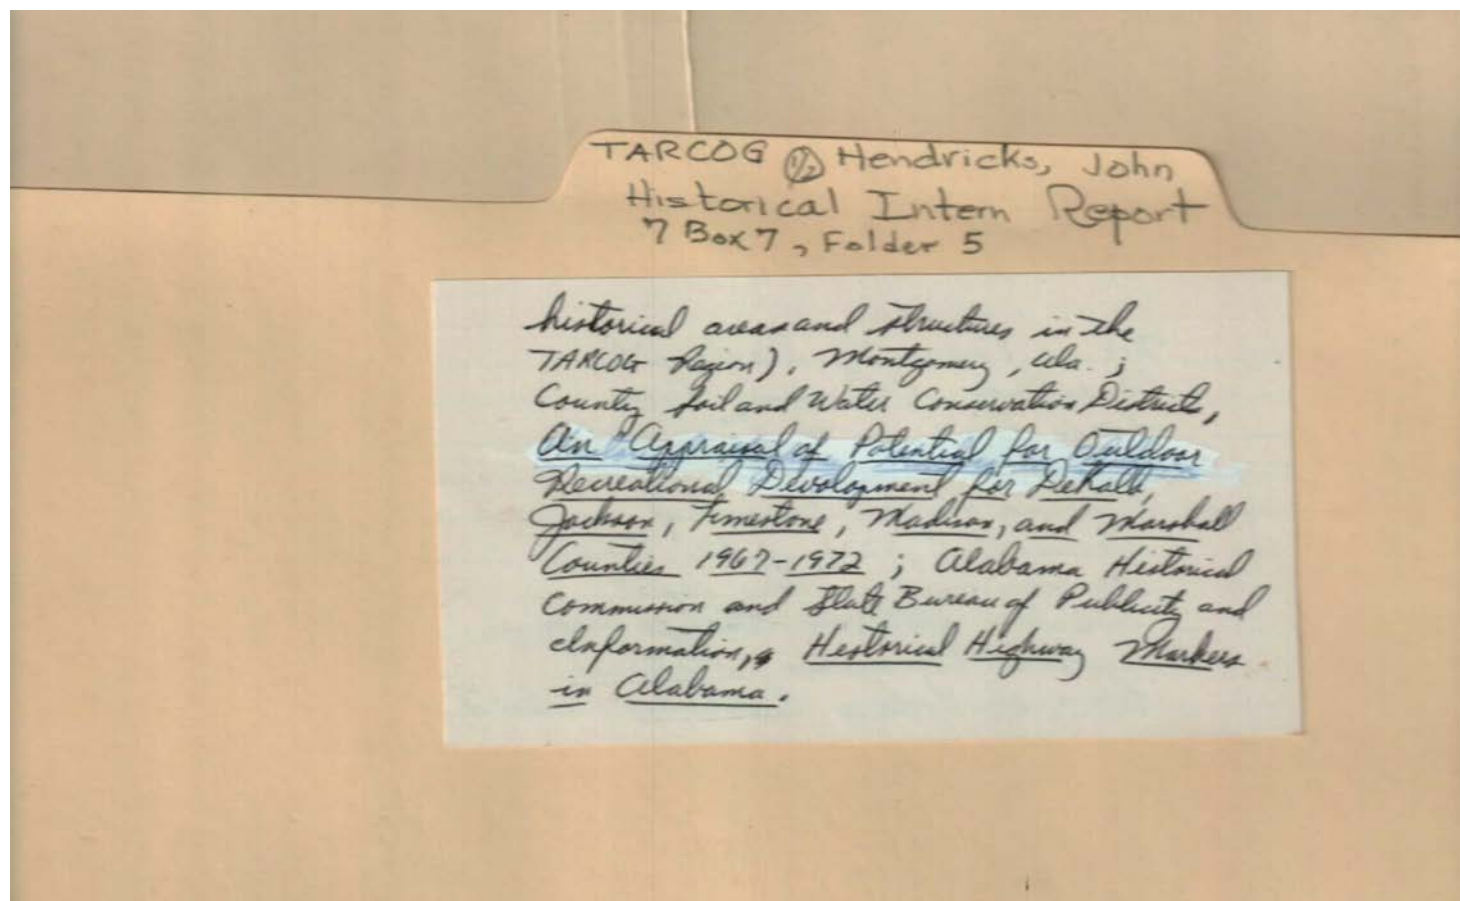 TARCOG 1/2 Hendricks, John
Historical Intern Report
7 Box 7, Folder 5
historical areas and structures in the
TARCOG Region), Montgomery, Ala. ;
County Soil and Water Conservation Districts,
An Appraisal of Potential for Outdoor
Recreational Development for DeKalb,
Jackson, Limestone, Madison, and Marshall
Counties 1967-1972 ; Alabama Historical
Commission and State Bureau of Publicity and
Information, Historical Highway Markers
in Alabama.